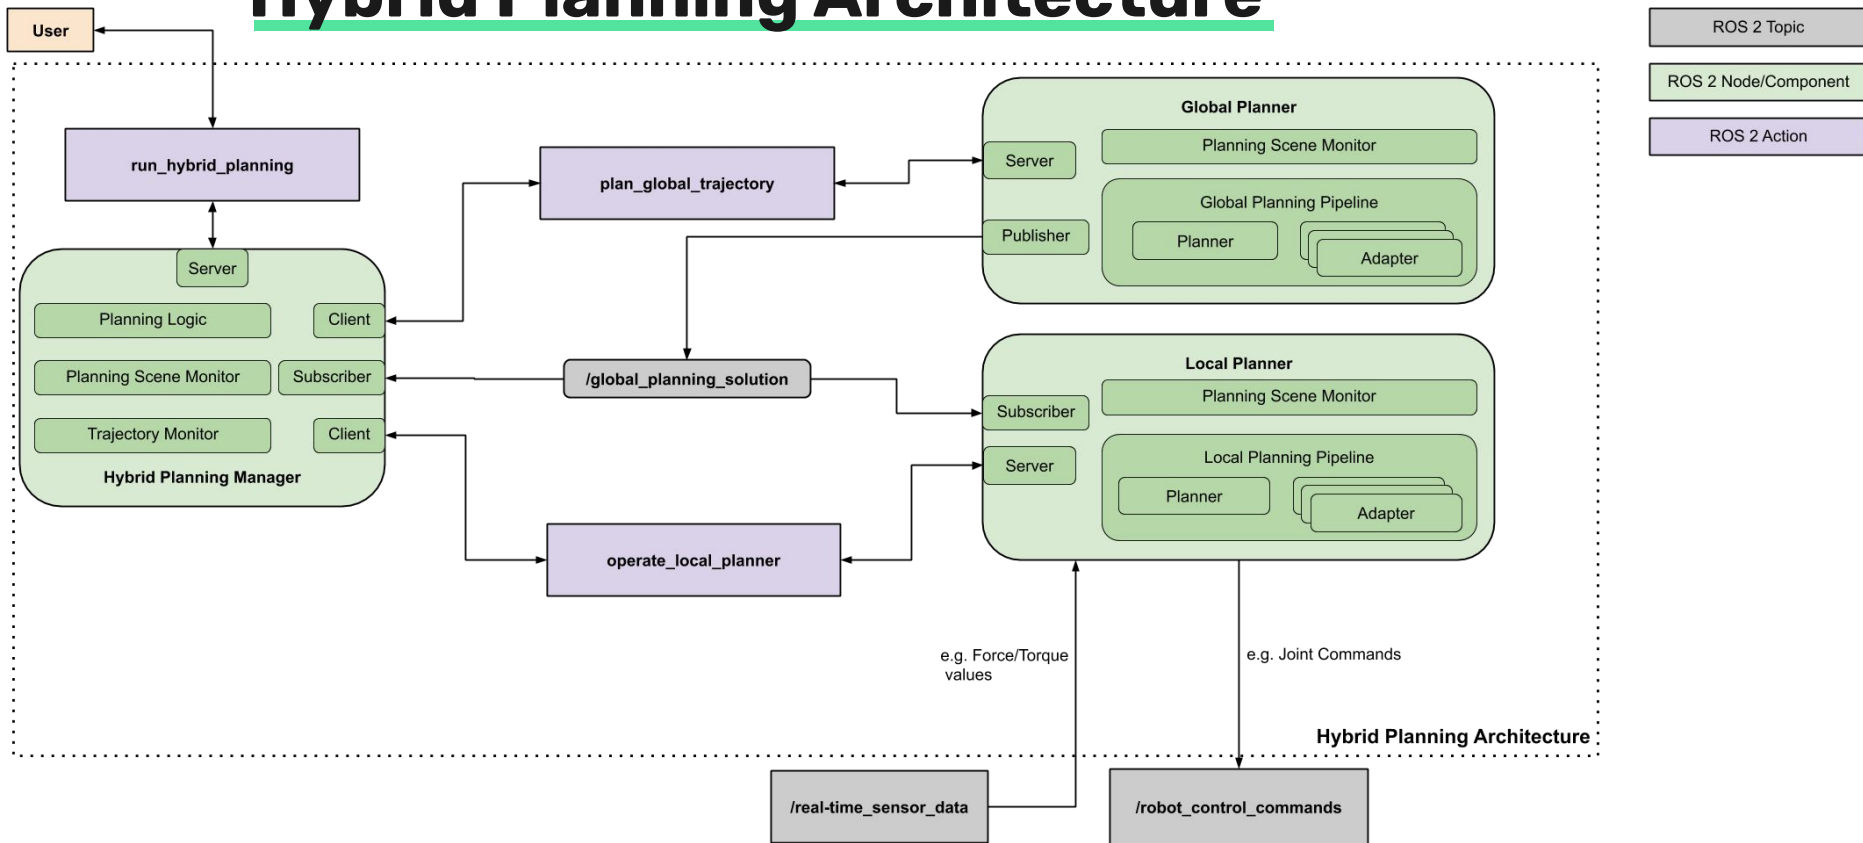 Hybrid Planning Architecture
User
ROS 2 Topic
ROS 2 Node/Component
ROS 2 Action
run_hybrid_planning
Server
Planning Logic
Client
Planning Scene Monitor
Subscriber
Trajectory Monitor
Client
Hybrid Planning Manager
plan_global_trajectory
/global_planning_solution
operate_local_planner
Global Planner
Server
Planning Scene Monitor
Publisher
Global Planning Pipeline
Planner
Adapter
Local Planner
Planning Scene Monitor
Subscriber
Server
Local Planning Pipeline
Planner
Adapter
e.g. Force/Torque
values
e.g. Joint Commands
Hybrid Planning Architecture
/real-time_sensor_data
/robot_control_commands